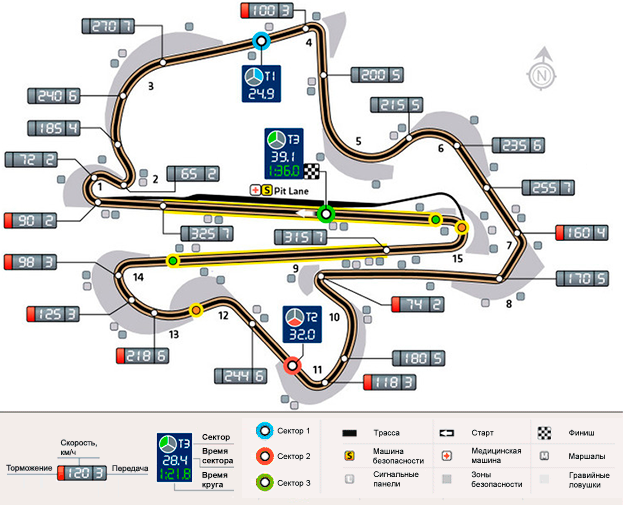 100 3
270 7
4
T1
24.9
200 5
240 6
3
215 5
185 4
T3
39.1
1:36.0
5
6
235 6
72 2
2
65 2
1
S Pit Lane
255 7
90 2
325 7
315 7
7
160 4
15
98 3
14
9
170 5
8
74 2
125 3
12
T2
32.0
10
13
218 6
11
180 5
244 6
118 3
N
Скорость,
км/ч
Торможение 120 3 Передача
T3
28.4
1:21.8
Сектор
Время
сектора
Время
круга
Сектор 1
Сектор 2
Сектор 3
Трасса
S Машина
безопасности
Сигнальные
панели
Старт
Медицинская
машина
Зоны
безопасности
Финиш
M Маршалы
Гравийные
ловушки